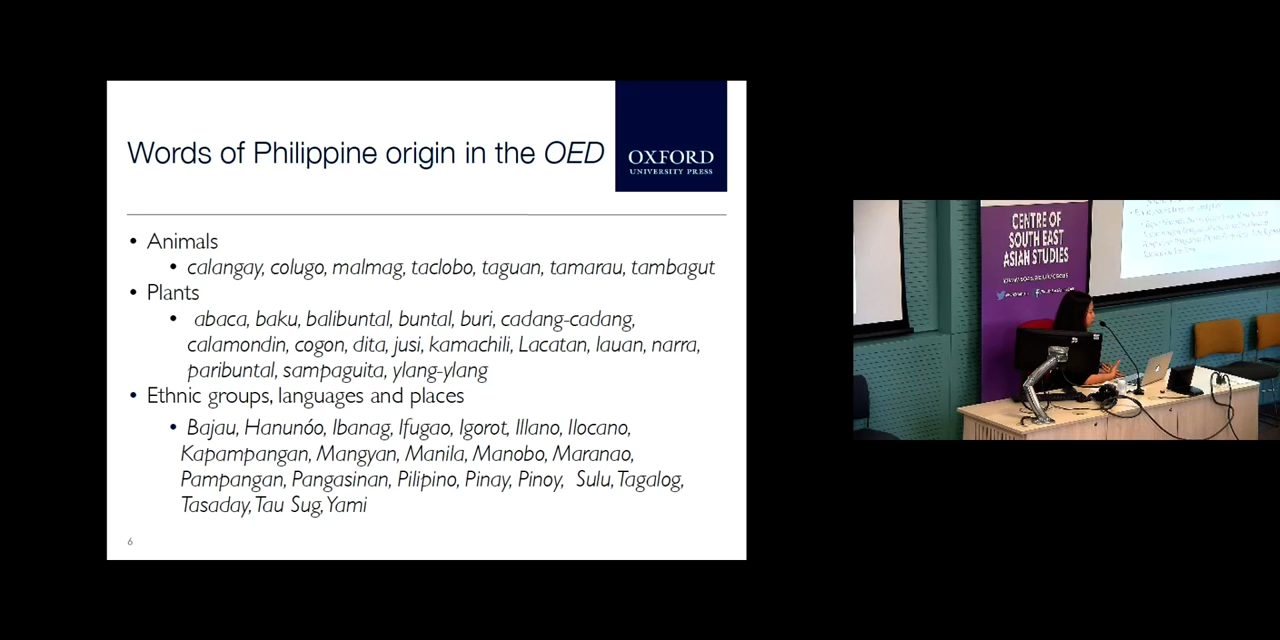 Words of Philippine origin in the OED
OXFORD
UNIVERSITY PRESS
• Animals
• calangay, colugo, malmag, taclobo, taguan, tamarau, tambagut
• Plants
• abaca, baku, balibuntal, buntal, buri, cadang-cadang,
calamondin, cogon, dita, jusi, kamachili, Lacatan, lauan, narra,
paribuntal, sampaguita, ylang-ylang
• Ethnic groups, languages and places
• Bajau, Hanunóo, Ibanag, Ifugao, Igorot, Illano, Ilocano,
Kapampangan, Mangyan, Manila, Manobo, Maranao,
Pampangan, Pangasinan, Pilipino, Pinay, Pinoy, Sulu, Tagalog,
Tasaday, Tau Sug, Yami
6
CENTRE OF
SOUTH EAST
ASIAN STUDIES